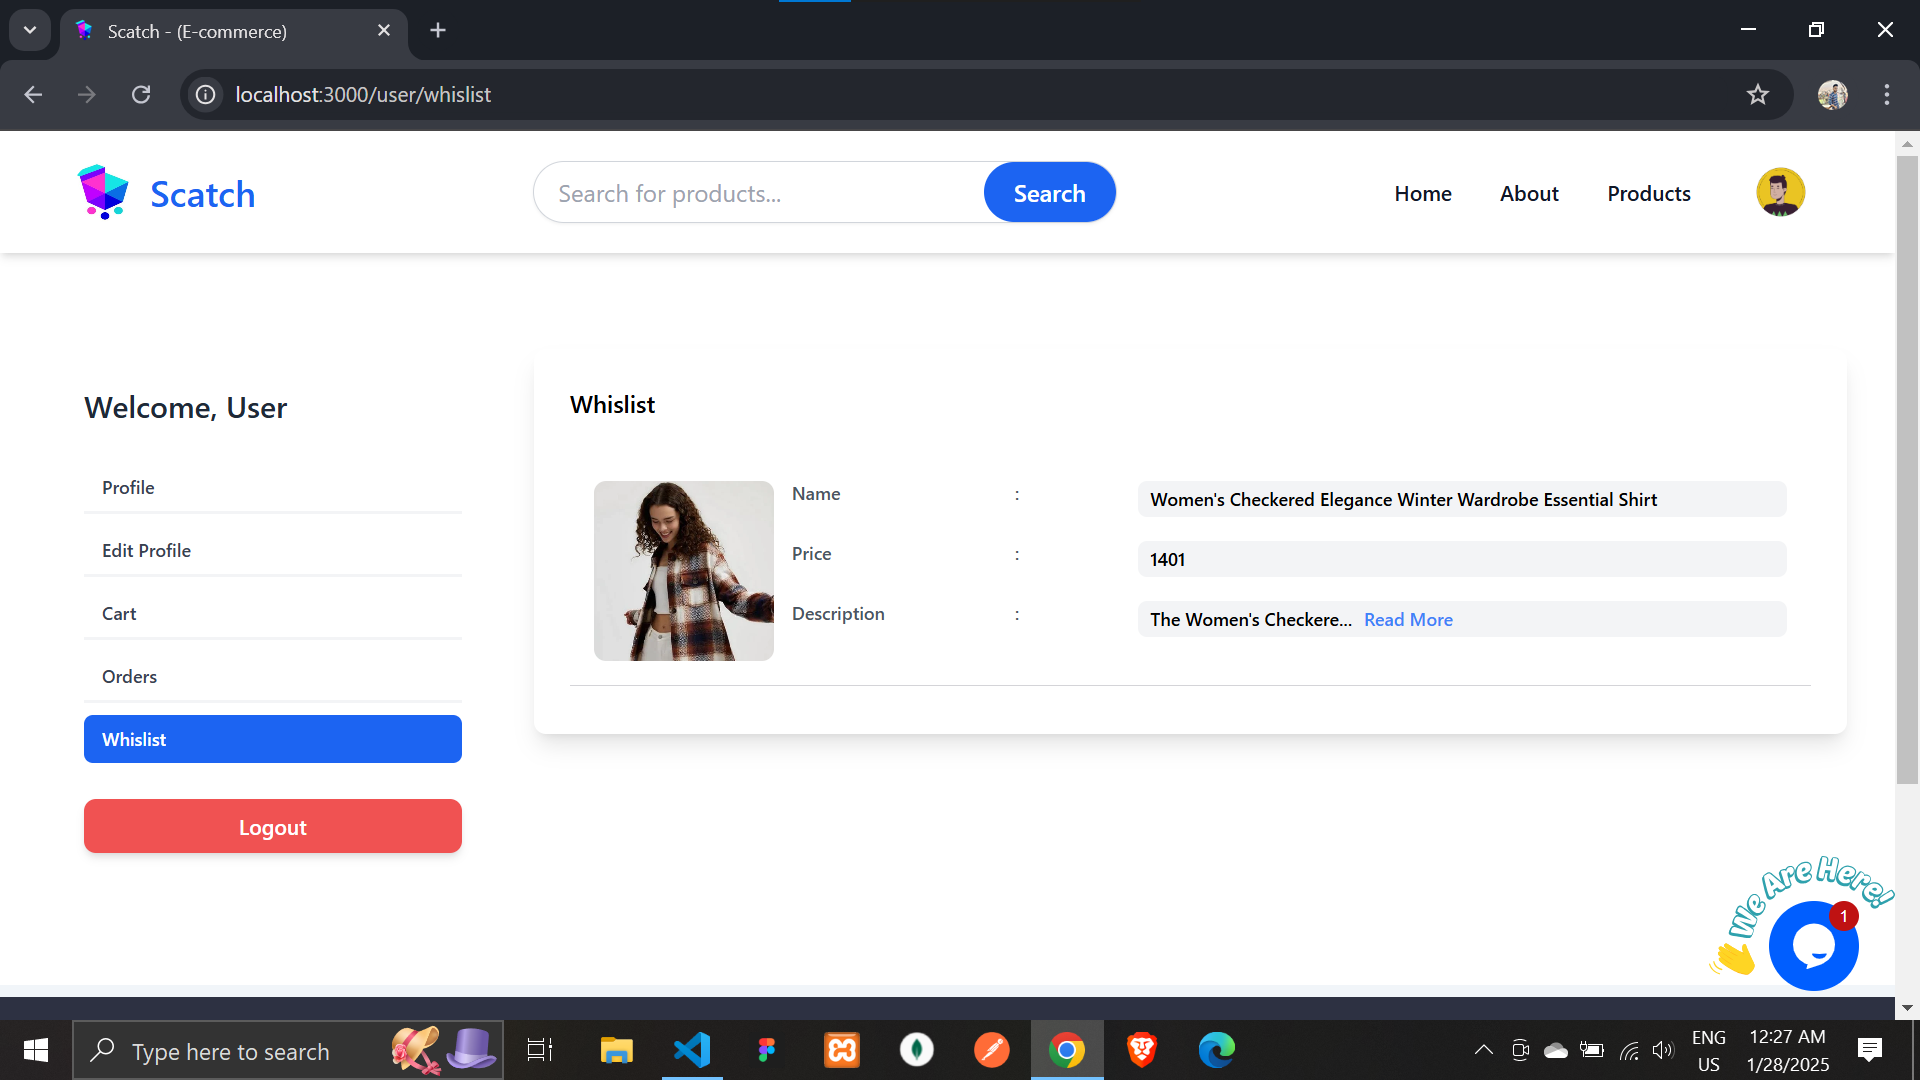 Scatch - (E-commerce)
localhost:3000/user/whislist
Scatch
Search for products...
Search
Home
About
Products
Welcome, User
Profile
Edit Profile
Cart
Orders
Whislist
Logout
Whislist
Name : Women's Checkered Elegance Winter Wardrobe Essential Shirt
Price : 1401
Description : The Women's Checkere... Read More
We Are Here!
1
Type here to search
ENG
US
12:27 AM
1/28/2025